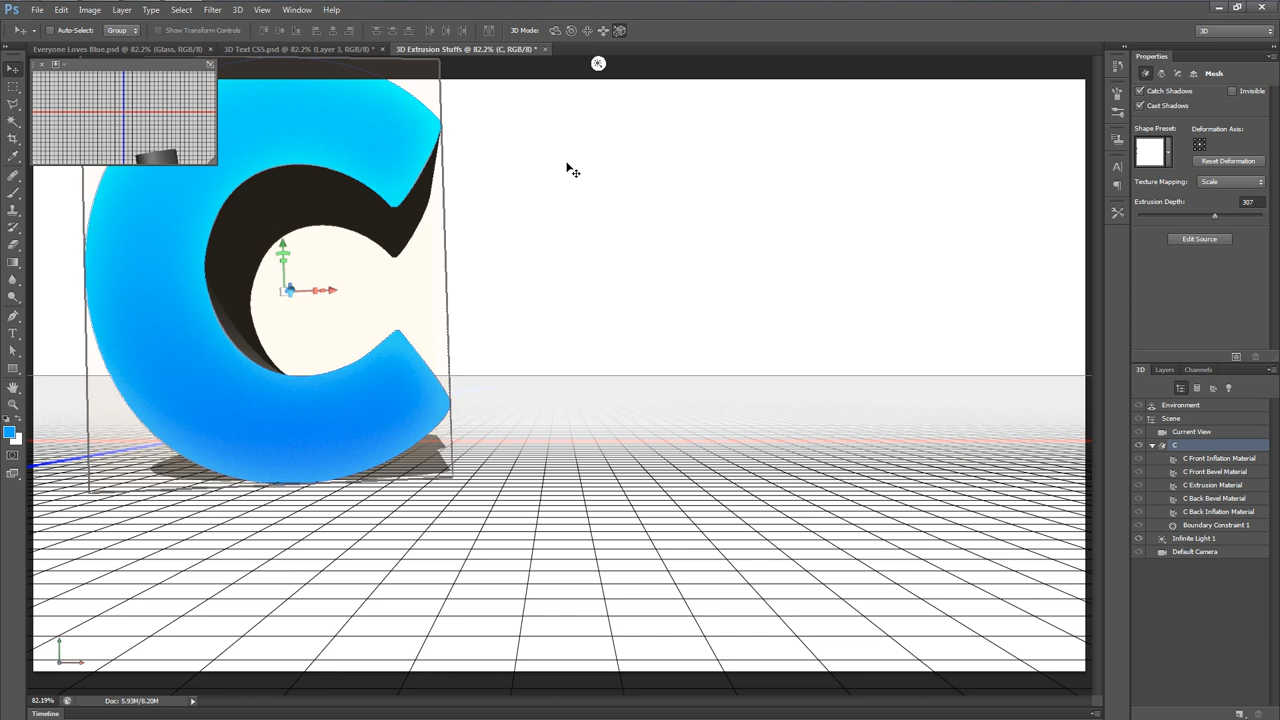 Ps File Edit Image Layer Type Select Filter 3D View Window Help
Auto-Select: Group Show Transform Controls 3D Mode: 3D
Everyone Loves Blue.psd @ 82.2% (Glass, RGB/8) × 3D Text CS5.psd @ 82.2% (Layer 3, RGB/8) * × 3D Extrusion Stuffs @ 82.2% (C, RGB/8) * ×
C
Properties
Mesh
Catch Shadows Invisible
Cast Shadows
Shape Preset: Deformation Axis:
Reset Deformation
Texture Mapping: Scale
Extrusion Depth: 307
Edit Source
3D Layers Channels
Environment
Scene
Current View
C
C Front Inflation Material
C Front Bevel Material
C Extrusion Material
C Back Bevel Material
C Back Inflation Material
Boundary Constraint 1
Infinite Light 1
Default Camera
82.19% Doc: 5.93M/8.20M
Timeline